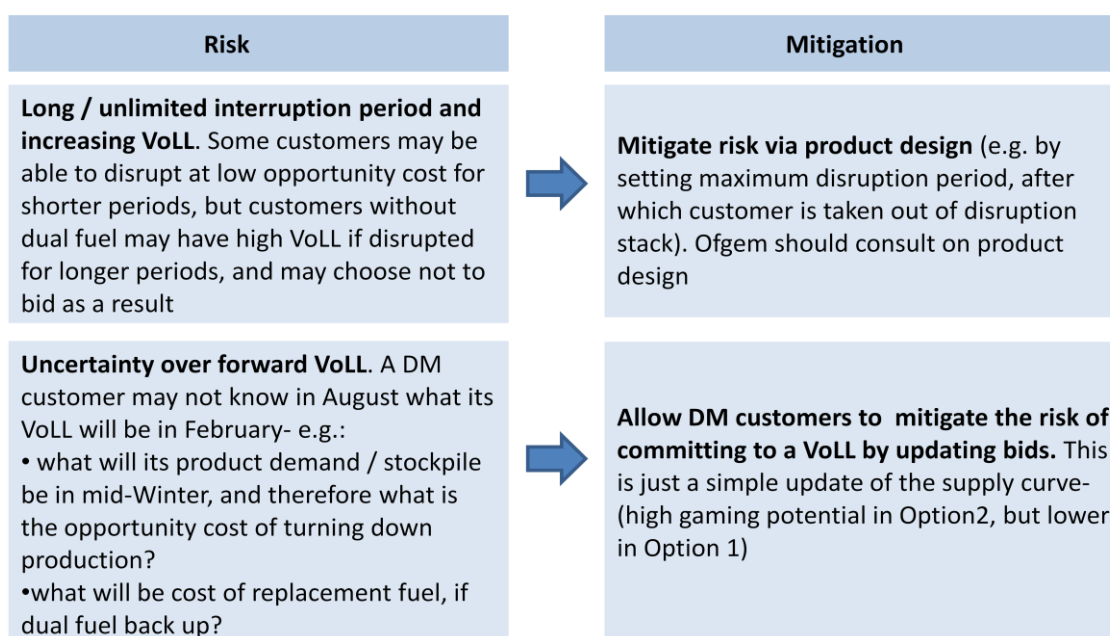 Risk
Mitigation
Long / unlimited interruption period and
increasing VoLL. Some customers may be
able to disrupt at low opportunity cost for
shorter periods, but customers without
dual fuel may have high VoLL if disrupted
for longer periods, and may choose not to
bid as a result
Mitigate risk via product design (e.g. by
setting maximum disruption period, after
which customer is taken out of disruption
stack). Ofgem should consult on product
design
Uncertainty over forward VoLL. A DM
customer may not know in August what its
VoLL will be in February- e.g.:
• what will its product demand / stockpile
be in mid-Winter, and therefore what is
the opportunity cost of turning down
production?
•what will be cost of replacement fuel, if
dual fuel back up?
Allow DM customers to  mitigate the risk of
committing to a VoLL by updating bids. This
is just a simple update of the supply curve-
(high gaming potential in Option2, but lower
in Option 1)